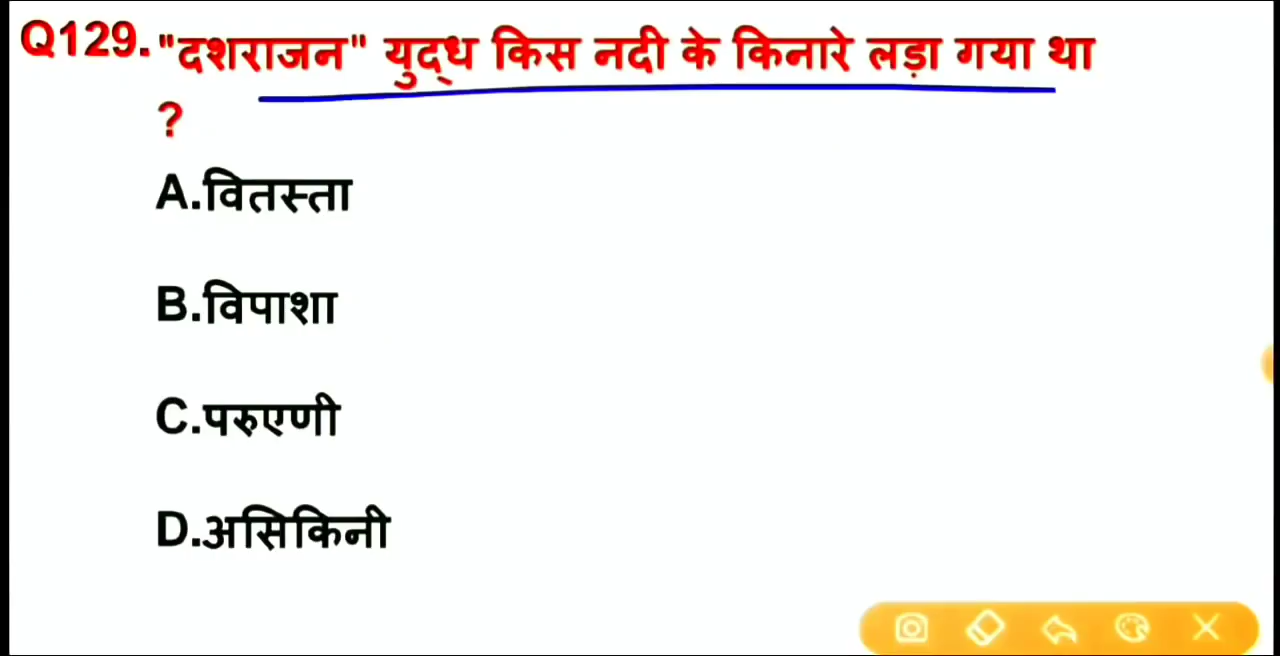 Q129. "दशराजन" युद्ध किस नदी के किनारे लड़ा गया था
?
A.वितस्ता
B.विपाशा
C.परुएणी
D.असिकिनी